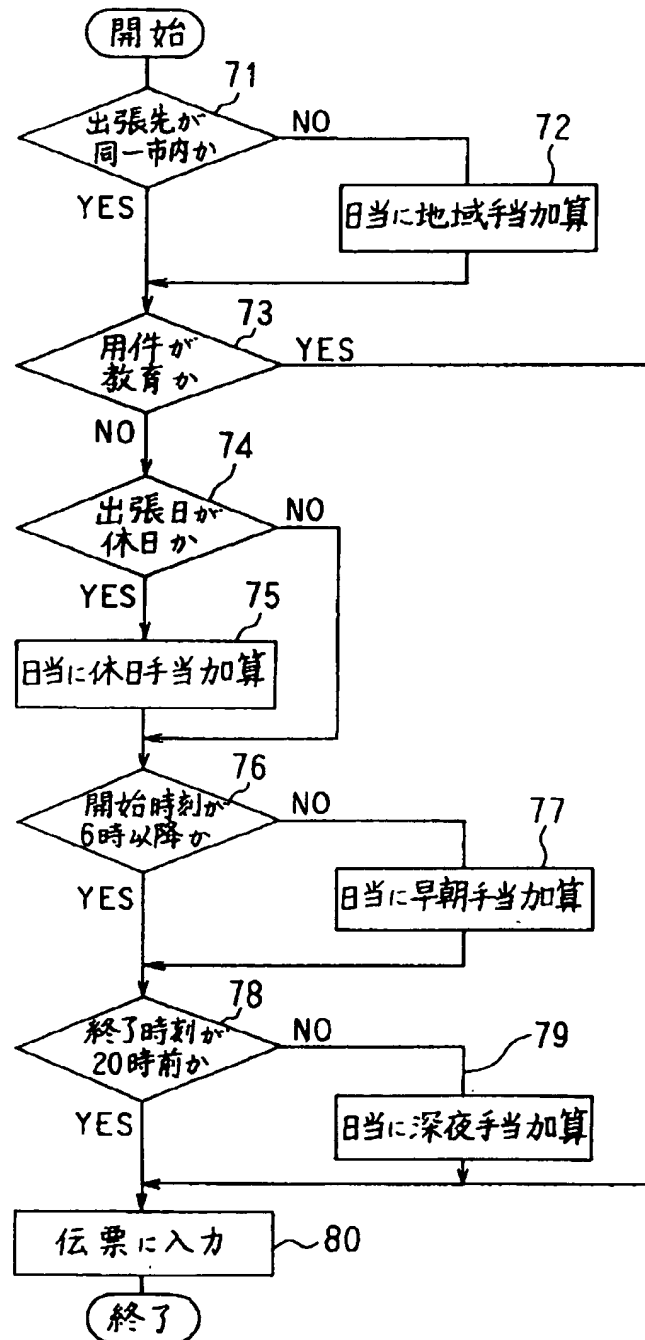 開始
71
出張先が
同一市内か
NO
72
日当に地域手当加算
YES
73
用件が
教育か
YES
NO
74
出張日が
休日か
NO
YES
75
日当に休日手当加算
76
開始時刻が
6時以降か
NO
77
日当に早朝手当加算
YES
78
終了時刻が
20時前か
NO
79
日当に深夜手当加算
YES
伝票に入力
80
終了